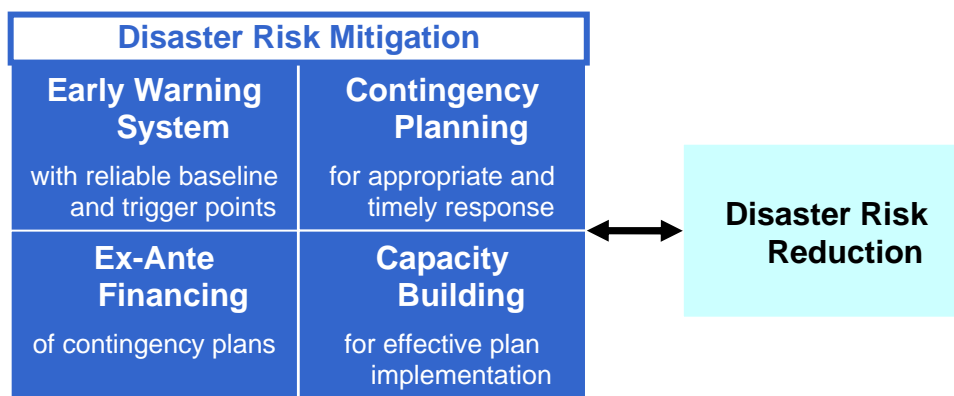 Disaster Risk Mitigation
Early Warning
System
with reliable baseline
and trigger points
Contingency
Planning
for appropriate and
timely response
Ex-Ante
Financing
of contingency plans
Capacity
Building
for effective plan
implementation
Disaster Risk
Reduction